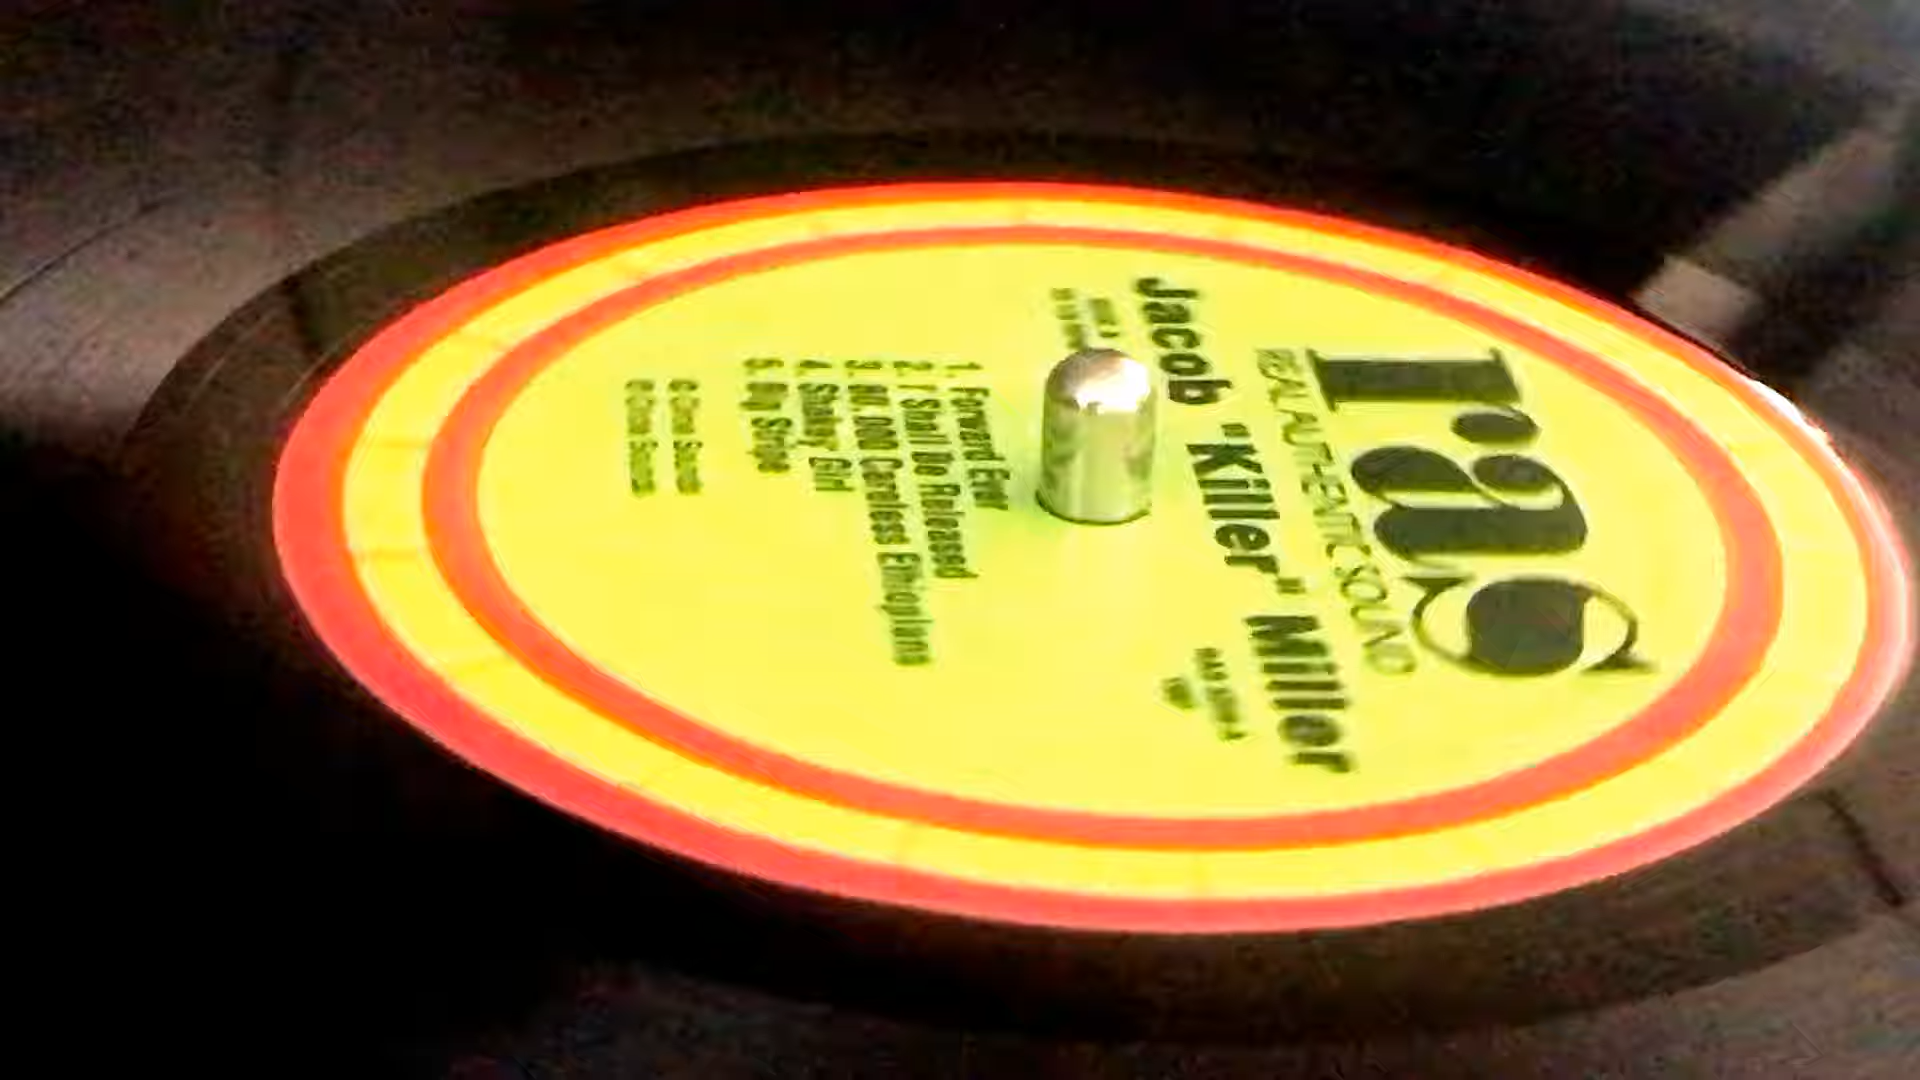 ras
REAL AUTHENTIC SOUND
Jacob "Killer" Miller
1. Forward Ever
2. I Shall Be Released
3. 80,000 Careless Ethiopians
4. Shakey Girl
5. Big Stripe